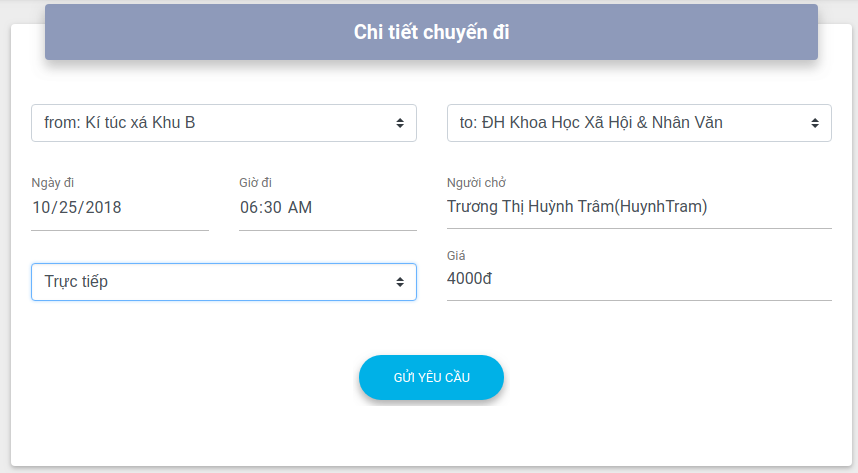 Chi tiết chuyến đi
from: Kí túc xá Khu B
to: ĐH Khoa Học Xã Hội & Nhân Văn
Ngày đi
Giờ đi
Người chở
10/25/2018
06:30 AM
Trương Thị Huỳnh Trâm(HuynhTram)
Trực tiếp
Giá
4000đ
GỬI YÊU CẦU